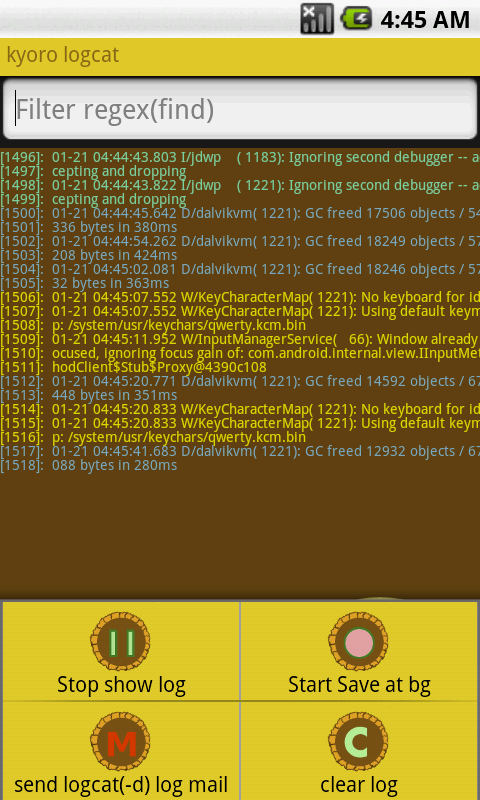 4:45 AM
kyoro logcat
Filter regex(find)
[1496]: 01-21 04:44:43.803 I/jdwp ( 1183): Ignoring second debugger -- a
[1497]: cepting and dropping
[1498]: 01-21 04:44:43.822 I/jdwp ( 1221): Ignoring second debugger -- a
[1499]: cepting and dropping
[1500]: 01-21 04:44:45.642 D/dalvikvm( 1221): GC freed 17506 objects / 54
[1501]: 336 bytes in 380ms
[1502]: 01-21 04:44:54.262 D/dalvikvm( 1221): GC freed 18249 objects / 57
[1503]: 208 bytes in 424ms
[1504]: 01-21 04:45:02.081 D/dalvikvm( 1221): GC freed 18246 objects / 57
[1505]: 32 bytes in 363ms
[1506]: 01-21 04:45:07.552 W/KeyCharacterMap( 1221): No keyboard for id
[1507]: 01-21 04:45:07.552 W/KeyCharacterMap( 1221): Using default keym
[1508]: p: /system/usr/keychars/qwerty.kcm.bin
[1509]: 01-21 04:45:11.952 W/InputManagerService( 66): Window already
[1510]: ocused, ignoring focus gain of: com.android.internal.view.IInputMet
[1511]: hodClient$Stub$Proxy@4390c108
[1512]: 01-21 04:45:20.771 D/dalvikvm( 1221): GC freed 14592 objects / 67
[1513]: 448 bytes in 351ms
[1514]: 01-21 04:45:20.833 W/KeyCharacterMap( 1221): No keyboard for id
[1515]: 01-21 04:45:20.833 W/KeyCharacterMap( 1221): Using default keym
[1516]: p: /system/usr/keychars/qwerty.kcm.bin
[1517]: 01-21 04:45:41.683 D/dalvikvm( 1221): GC freed 12932 objects / 67
[1518]: 088 bytes in 280ms
Stop show log
Start Save at bg
M
C
send logcat(-d) log mail
clear log